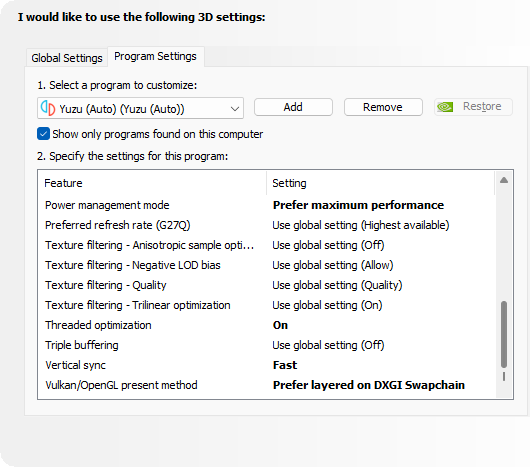 I would like to use the following 3D settings:
Global Settings
Program Settings
1. Select a program to customize:
Yuzu (Auto) (Yuzu (Auto))
Add
Remove
Restore
Show only programs found on this computer
2. Specify the settings for this program:
Feature Setting
Power management mode Prefer maximum performance
Preferred refresh rate (G27Q) Use global setting (Highest available)
Texture filtering - Anisotropic sample opti... Use global setting (Off)
Texture filtering - Negative LOD bias Use global setting (Allow)
Texture filtering - Quality Use global setting (Quality)
Texture filtering - Trilinear optimization Use global setting (On)
Threaded optimization On
Triple buffering Use global setting (Off)
Vertical sync Fast
Vulkan/OpenGL present method Prefer layered on DXGI Swapchain